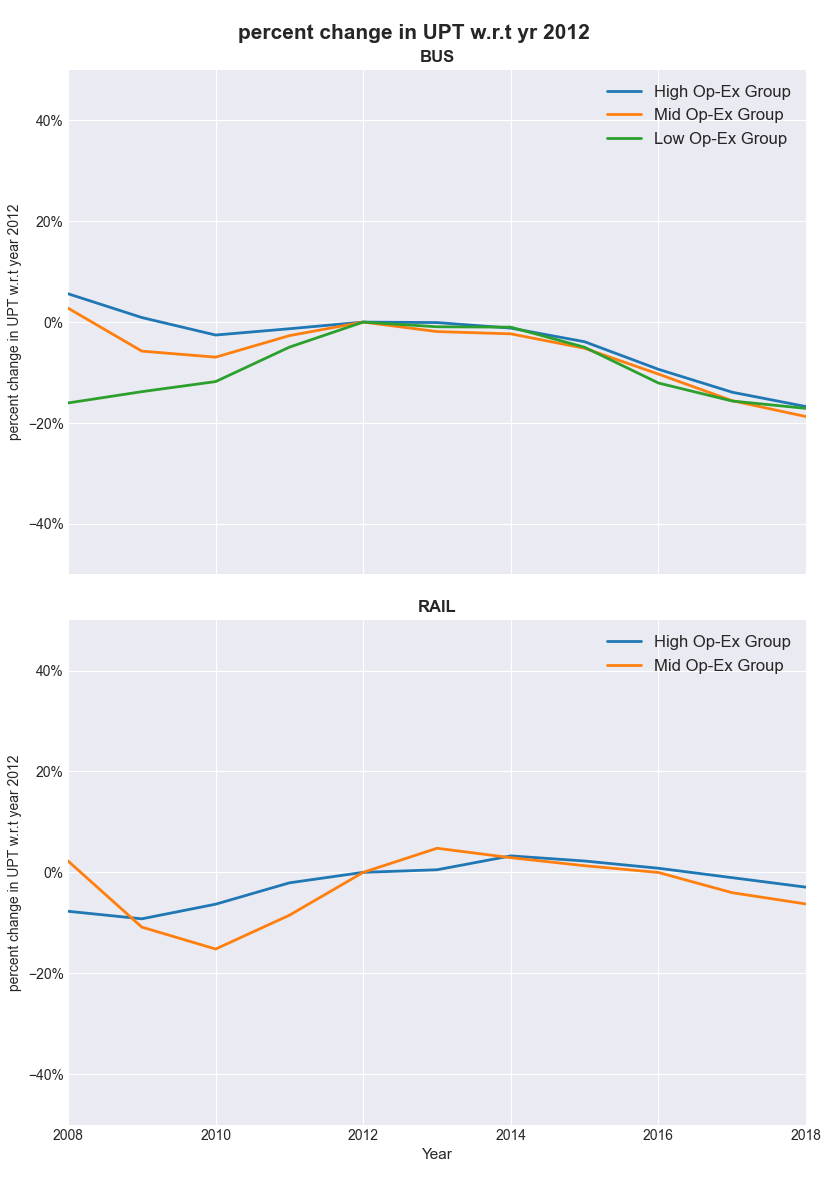 percent change in UPT w.r.t yr 2012
BUS
High Op-Ex Group
Mid Op-Ex Group
Low Op-Ex Group
percent change in UPT w.r.t year 2012
40%
20%
0%
−20%
−40%
RAIL
High Op-Ex Group
Mid Op-Ex Group
percent change in UPT w.r.t year 2012
40%
20%
0%
−20%
−40%
2008 2010 2012 2014 2016 2018
Year